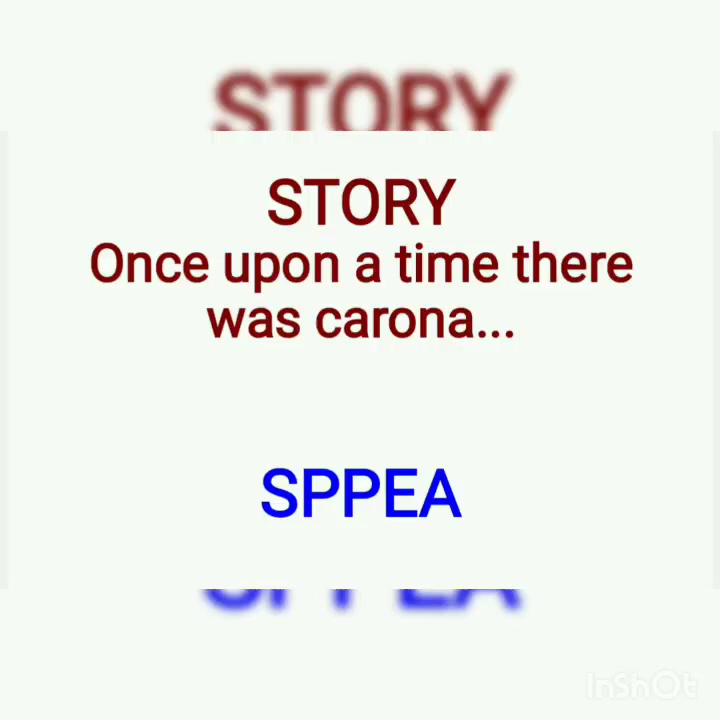 STORY
STORY
Once upon a time there
was carona...
SPPEA
InShOt